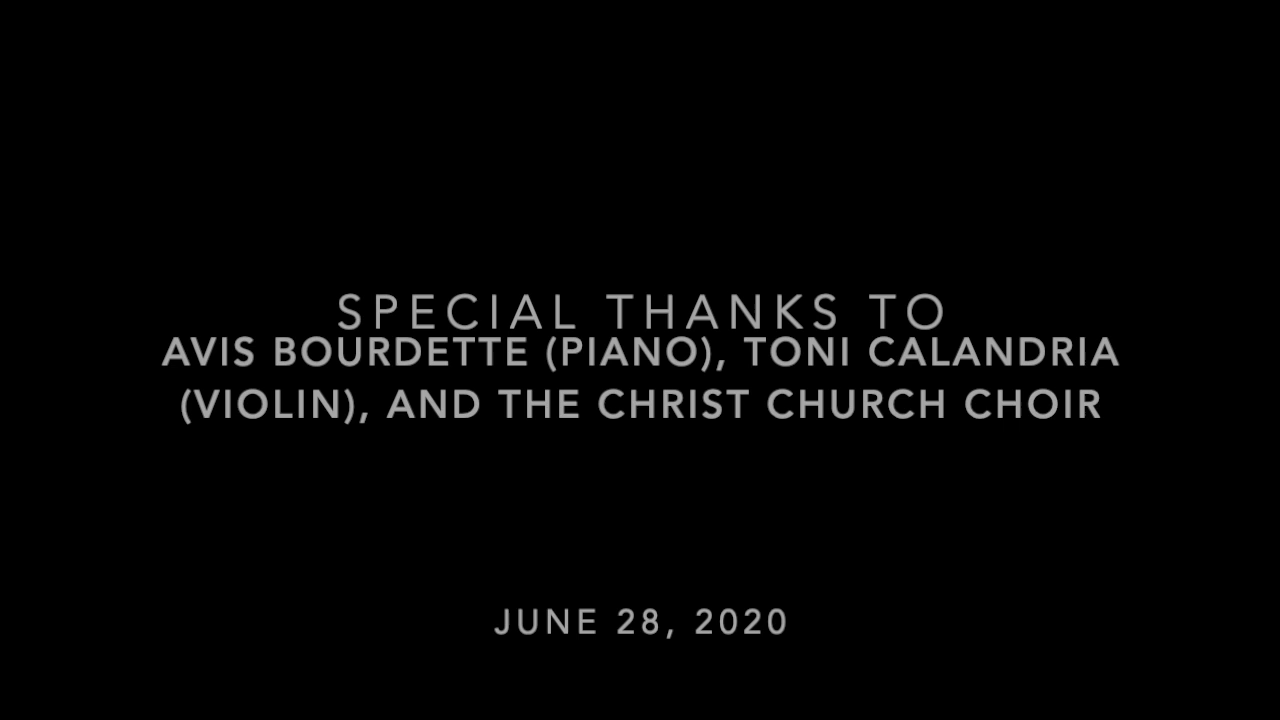 SPECIAL THANKS TO
AVIS BOURDETTE (PIANO), TONI CALANDRIA
(VIOLIN), AND THE CHRIST CHURCH CHOIR
JUNE 28, 2020